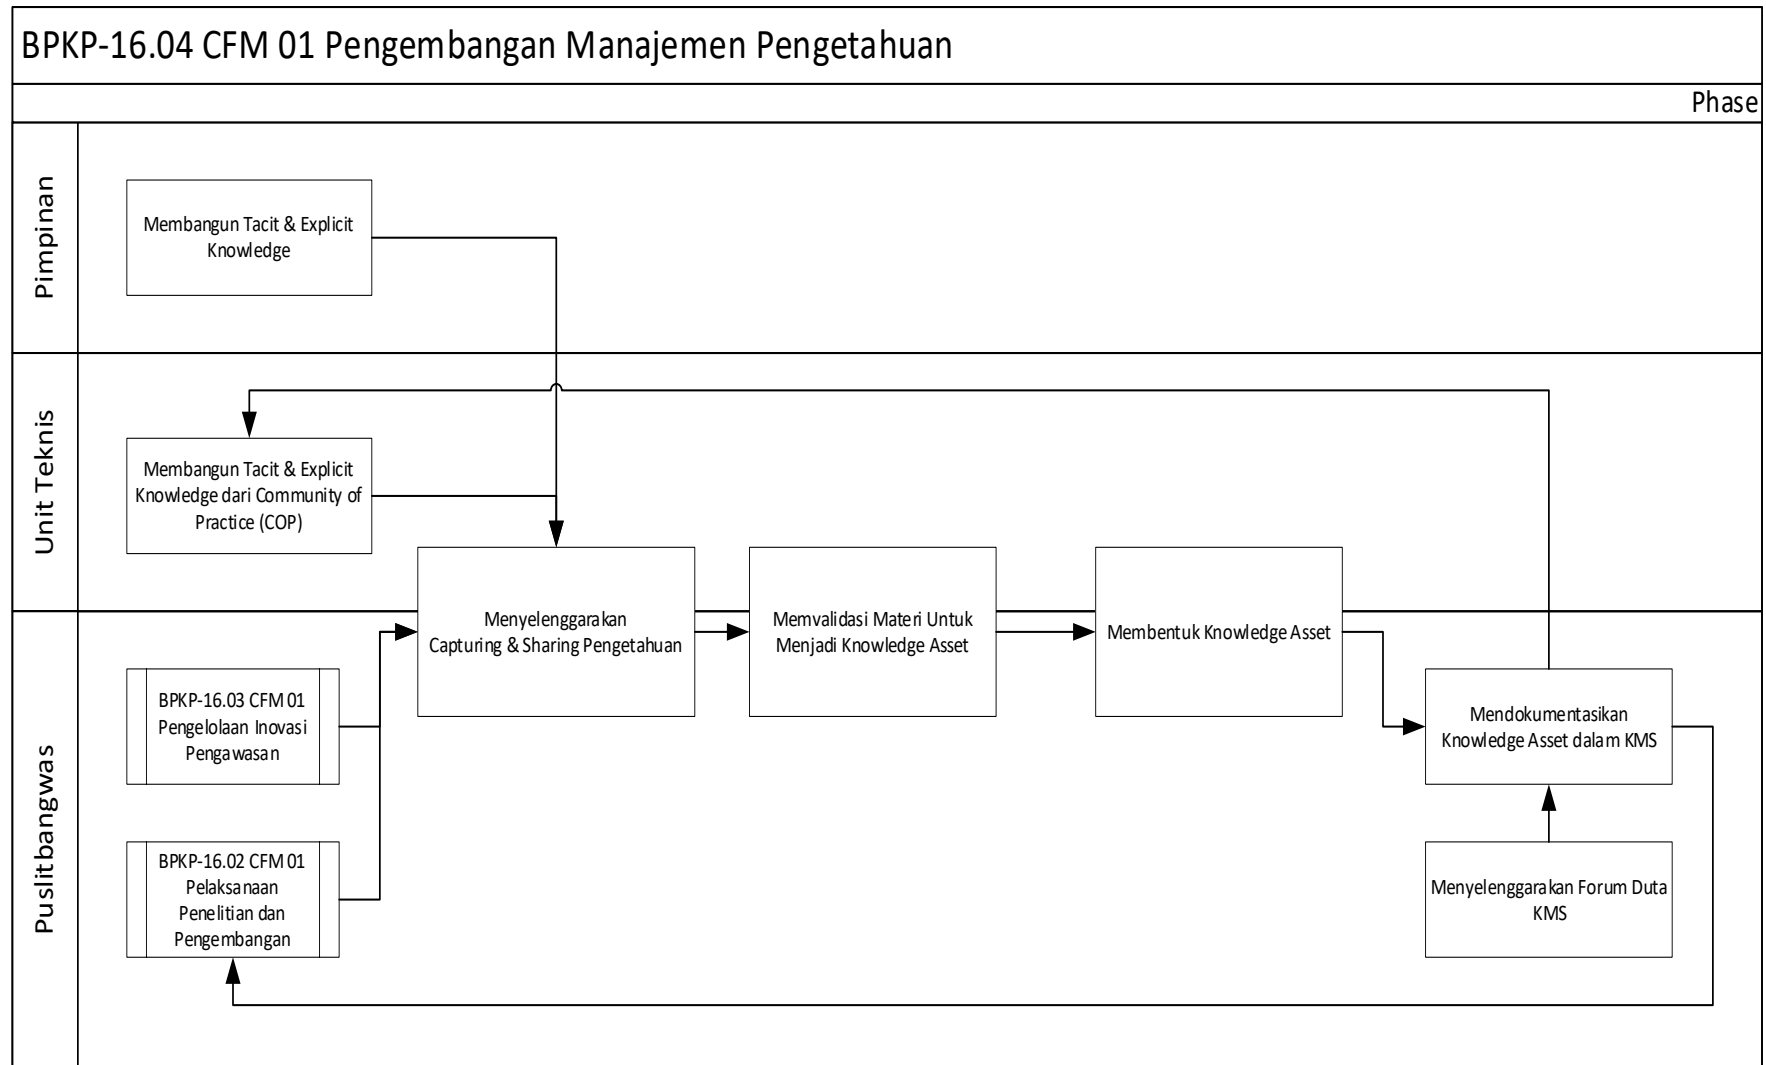 BPKP-16.04 CFM 01 Pengembangan Manajemen Pengetahuan
Phase
Pimpinan
Membangun Tacit & Explicit
Knowledge
Unit Teknis
Membangun Tacit & Explicit
Knowledge dari Community of
Practice (COP)
Menyelenggarakan
Capturing & Sharing Pengetahuan
Memvalidasi Materi Untuk
Menjadi Knowledge Asset
Membentuk Knowledge Asset
Puslitbangwas
BPKP-16.03 CFM 01
Pengelolaan Inovasi
Pengawasan
Mendokumentasikan
Knowledge Asset dalam KMS
BPKP-16.02 CFM 01
Pelaksanaan
Penelitian dan
Pengembangan
Menyelenggarakan Forum Duta
KMS